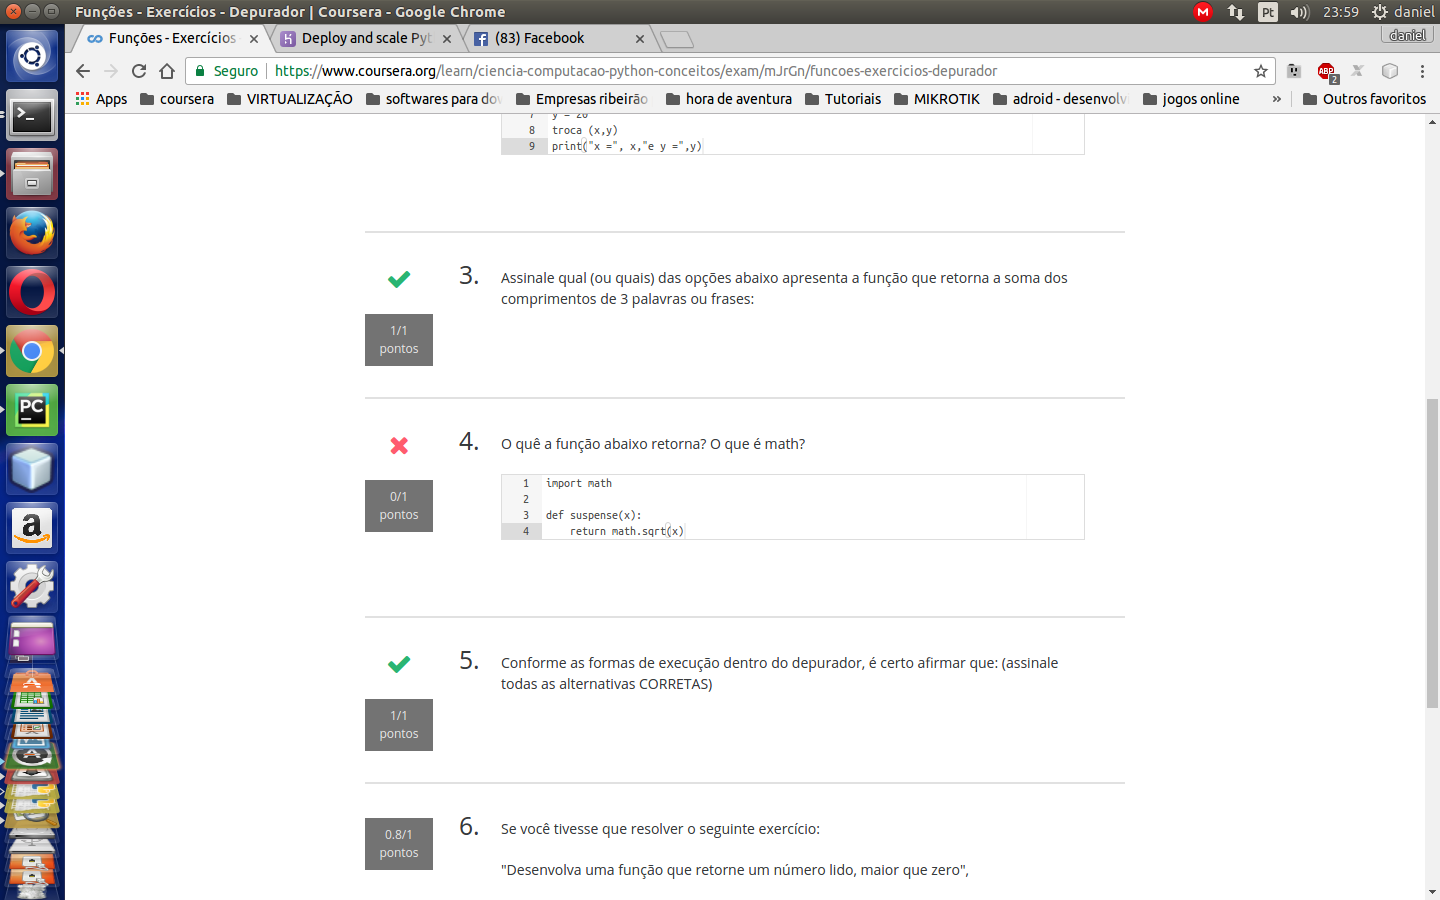 Funções - Exercícios - Depurador | Coursera - Google Chrome
Pt
23:59
daniel
Funções - Exercícios
Deploy and scale Pyt
(83) Facebook
daniel
Seguro
https://www.coursera.org/learn/ciencia-computacao-python-conceitos/exam/mJrGn/funcoes-exercicios-depurador
ABP
2
Apps
coursera
VIRTUALIZAÇÃO
softwares para do
Empresas ribeirão
hora de aventura
Tutoriais
MIKROTIK
adroid - desenvolvi
jogos online
»
Outros favoritos
7 y = 20
8 troca (x,y)
9 print("x =", x,"e y =",y)
3. Assinale qual (ou quais) das opções abaixo apresenta a função que retorna a soma dos
comprimentos de 3 palavras ou frases:
1/1
pontos
4. O quê a função abaixo retorna? O que é math?
0/1
pontos
1 import math
2
3 def suspense(x):
4 return math.sqrt(x)
5. Conforme as formas de execução dentro do depurador, é certo afirmar que: (assinale
todas as alternativas CORRETAS)
1/1
pontos
6. Se você tivesse que resolver o seguinte exercício:
0.8/1
pontos
"Desenvolva uma função que retorne um número lido, maior que zero",
PC
a